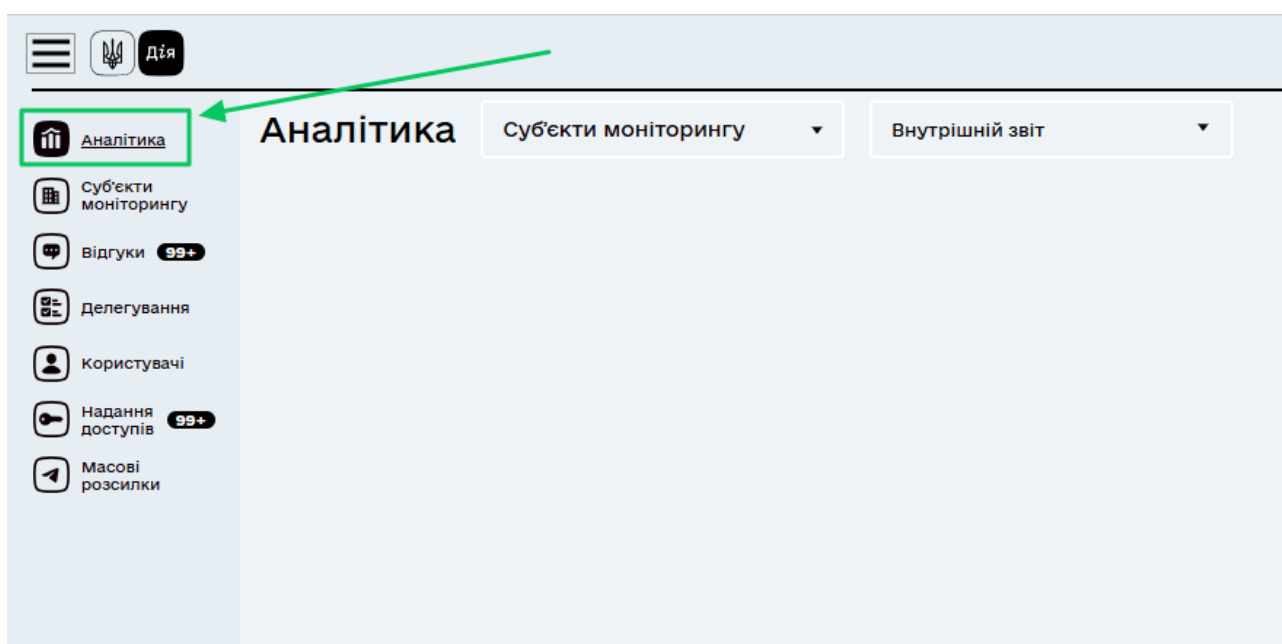 Дія
Аналітика
Аналітика
Суб'єкти моніторингу
Внутрішній звіт
Суб'єкти
моніторингу
Відгуки 99+
Делегування
Користувачі
Надання
доступів 99+
Масові
розсилки